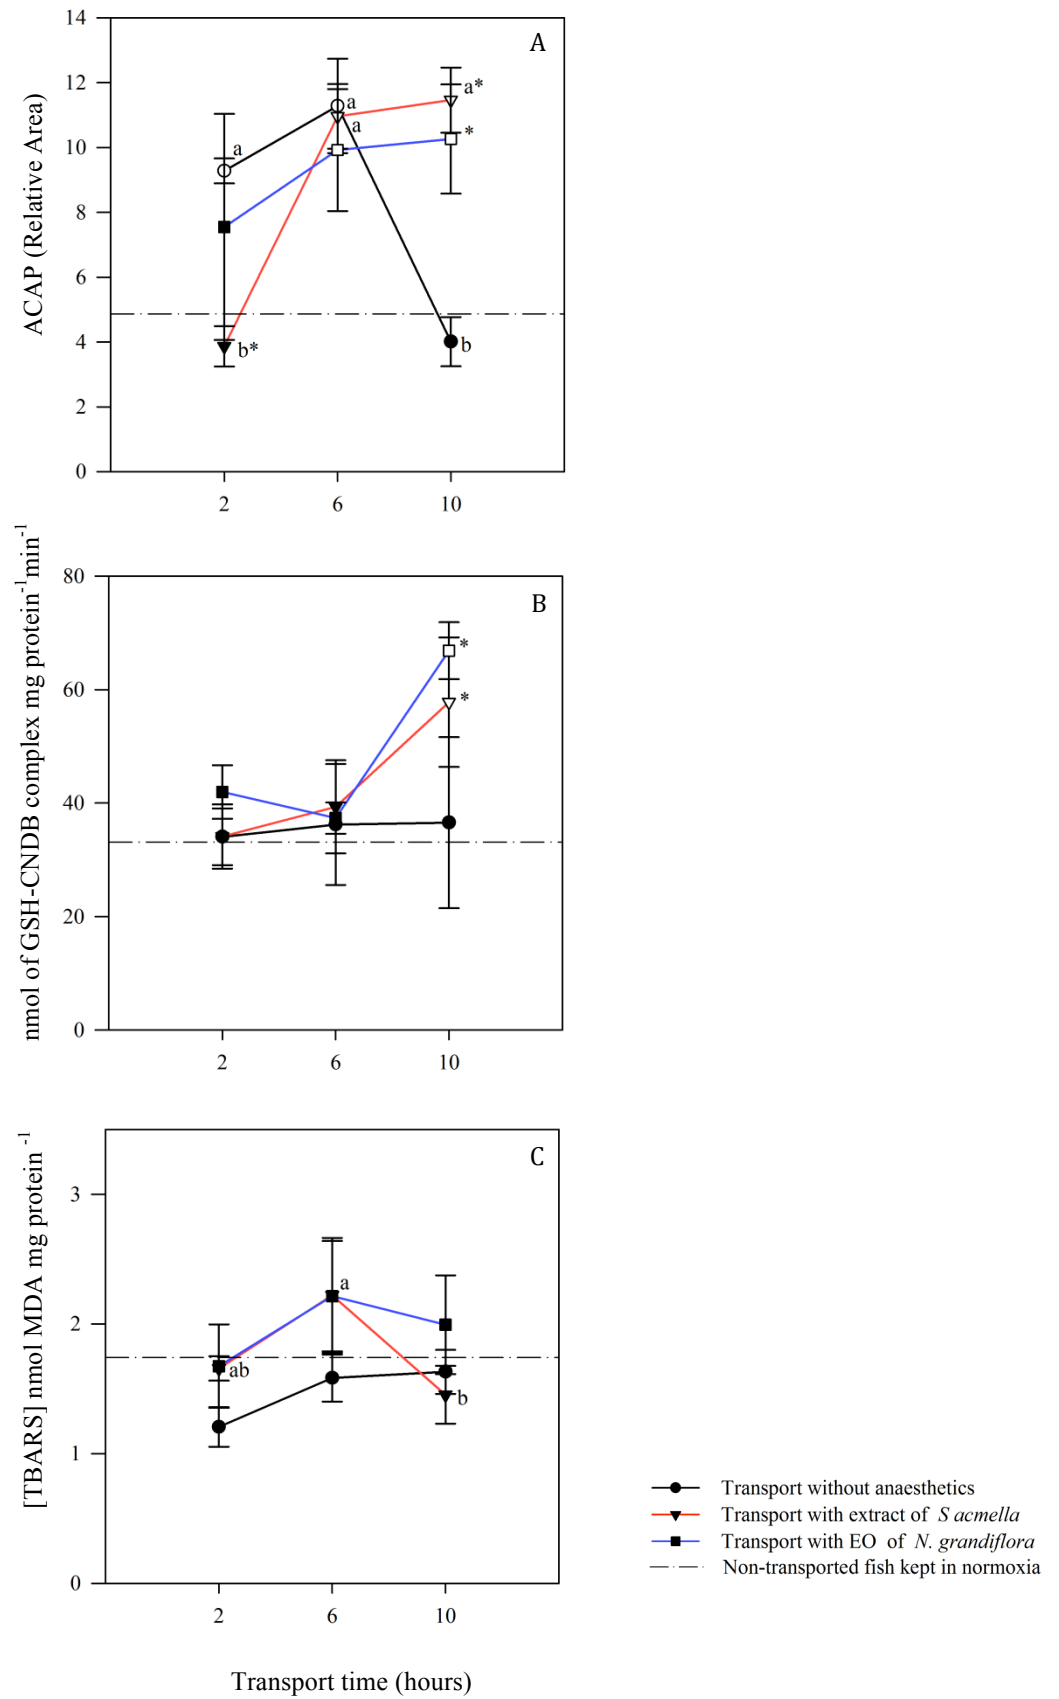 A
ACAP (Relative Area)
14
12
10
8
6
4
2
0
a
a
a
a*
*
b*
b
2 6 10
B
nmol of GSH-CNDB complex mg protein⁻¹min⁻¹
80
60
40
20
0
*
*
2 6 10
C
[TBARS] nmol MDA mg protein ⁻¹
3
2
1
0
a
ab
b
2 6 10
Transport time (hours)
Transport without anaesthetics
Transport with extract of S acmella
Transport with EO of N. grandiflora
Non-transported fish kept in normoxia